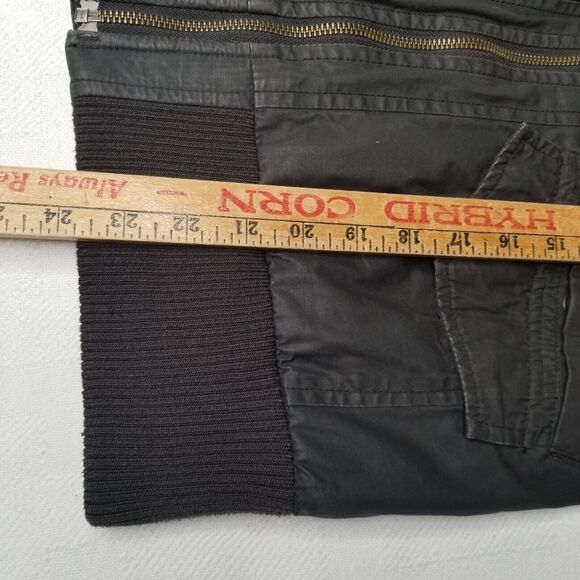 HYBRID CORN — Always Re
15 16 17 18 19 20 21 22 23 24